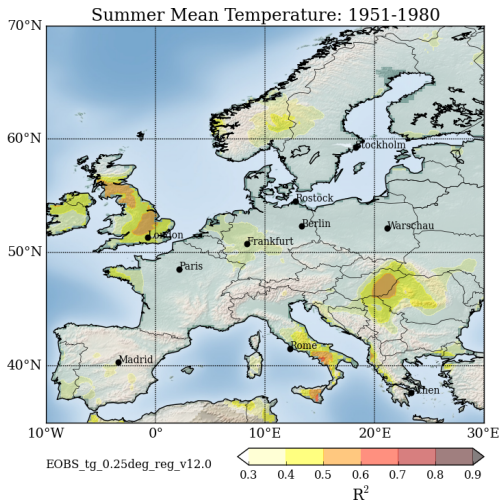 Summer Mean Temperature: 1951-1980
70°N
60°N
50°N
40°N
Stockholm
Rostock
Berlin
Warschau
London
Frankfurt
Paris
Rome
Madrid
Athen
10°W
0°
10°E
20°E
30°E
EOBS_tg_0.25deg_reg_v12.0
0.3 0.4 0.5 0.6 0.7 0.8 0.9
R²